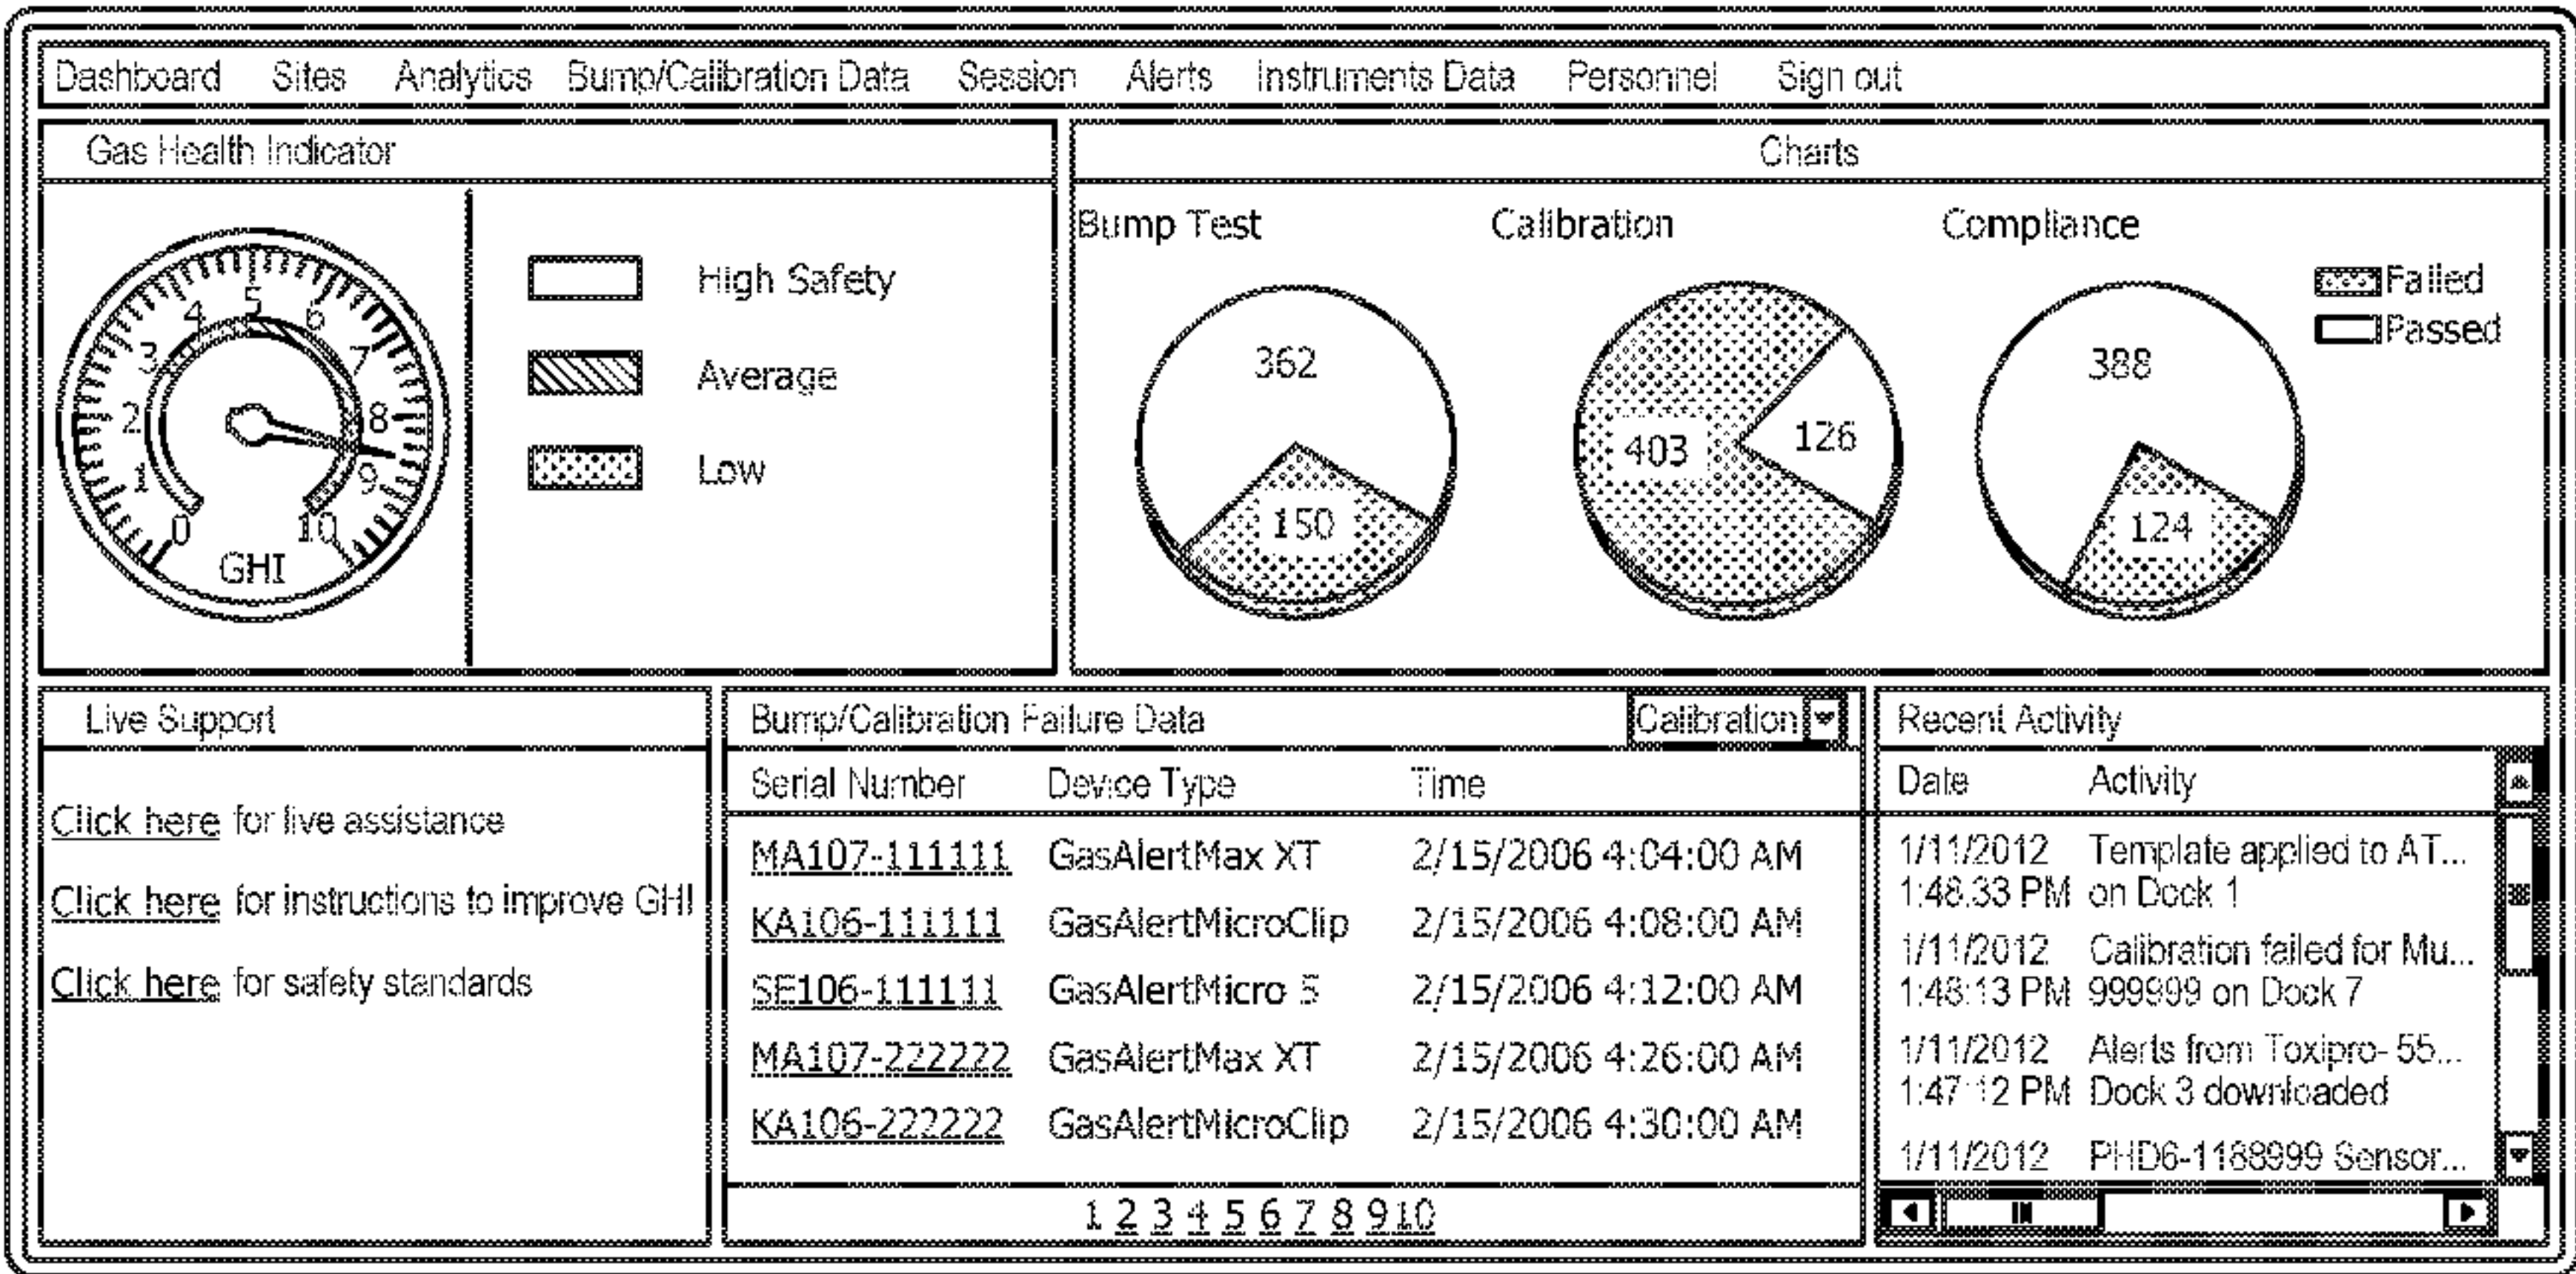 Dashboard Sites Analytics Bump/Calibration Data Session Alerts Instruments Data Personnel Sign out
Gas Health Indicator
0 1 2 3 4 5 6 7 8 9 10
GHI
High Safety
Average
Low
Charts
Bump Test Calibration Compliance
362
150
403
126
388
124
Failed
Passed
Live Support
Click here for live assistance
Click here for instructions to improve GHI
Click here for safety standards
Bump/Calibration Failure Data Calibration
Serial Number Device Type Time
MA107-111111 GasAlertMax XT 2/15/2006 4:04:00 AM
KA106-111111 GasAlertMicroClip 2/15/2006 4:08:00 AM
SE106-111111 GasAlertMicro 5 2/15/2006 4:12:00 AM
MA107-222222 GasAlertMax XT 2/15/2006 4:26:00 AM
KA106-222222 GasAlertMicroClip 2/15/2006 4:30:00 AM
1 2 3 4 5 6 7 8 9 10
Recent Activity
Date Activity
1/11/2012 Template applied to AT...
1:48:33 PM on Dock 1
1/11/2012 Calibration failed for Mu...
1:48:13 PM 999999 on Dock 7
1/11/2012 Alerts from Toxipro- 55...
1:47:12 PM Dock 3 downloaded
1/11/2012 PHD6-1188999 Sensor...